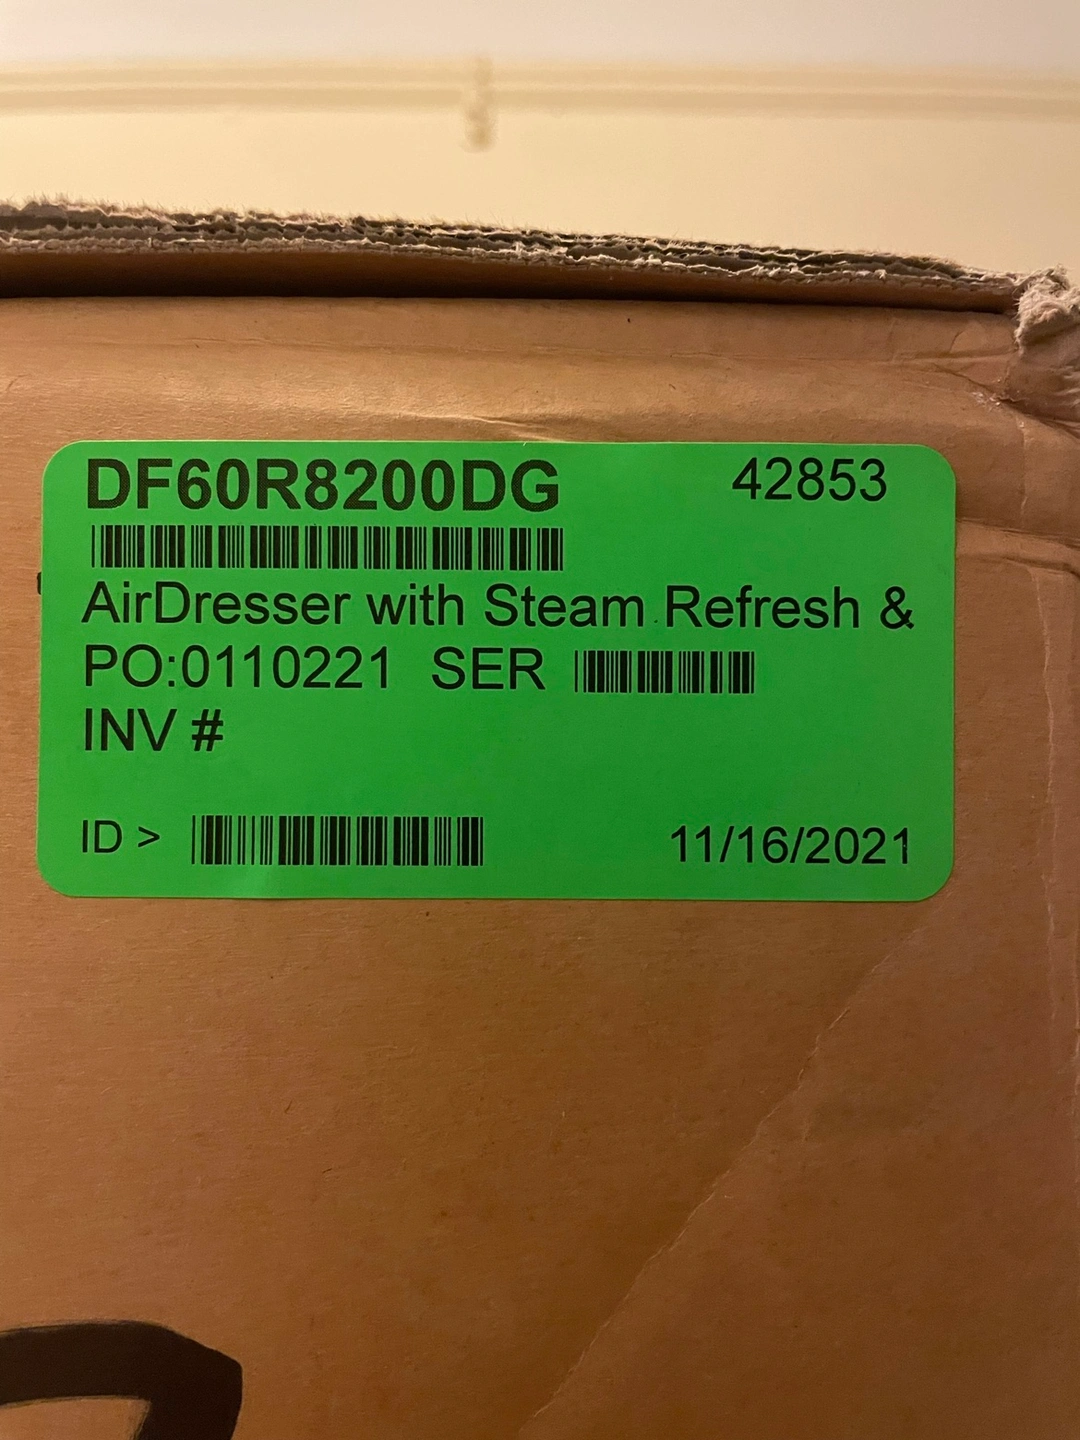 DF60R8200DG 42853
AirDresser with Steam Refresh &
PO:0110221 SER
INV #
ID > 11/16/2021